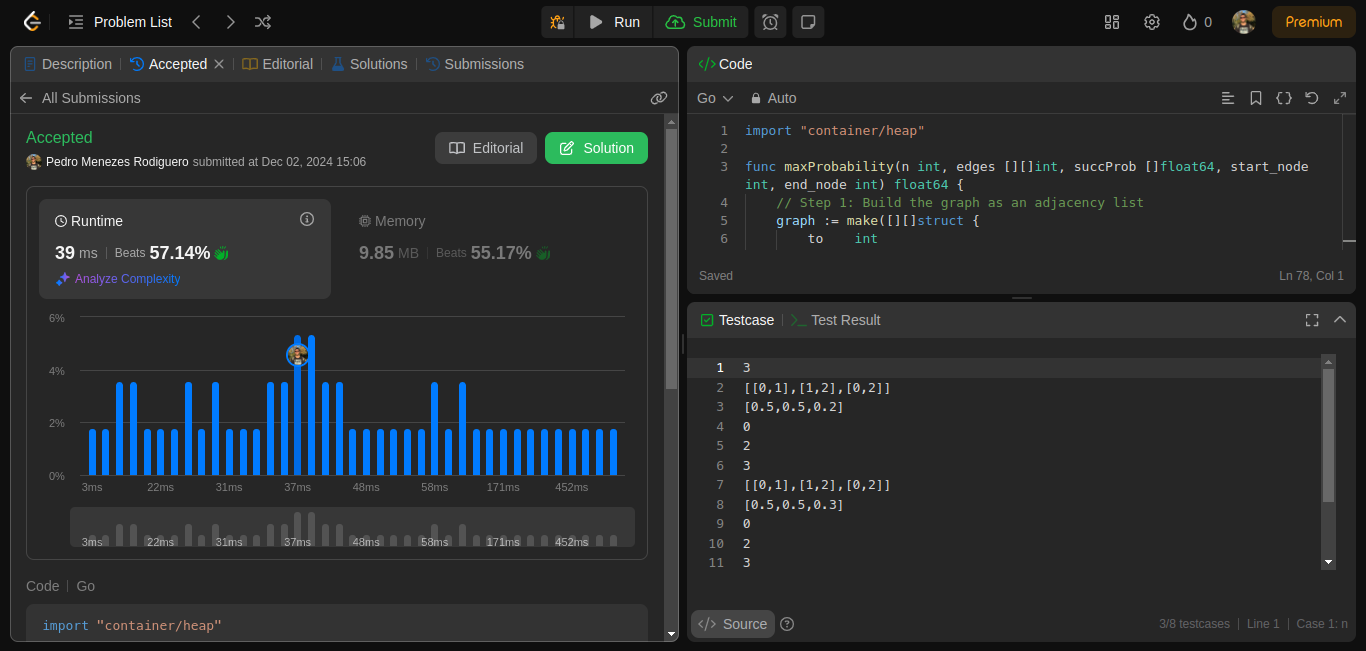 Problem List
Run
Submit
0
Premium
Description
Accepted
Editorial
Solutions
Submissions
All Submissions
Accepted
Pedro Menezes Rodiguero submitted at Dec 02, 2024 15:06
Editorial
Solution
Runtime
39 ms
Beats 57.14%
Analyze Complexity
Memory
9.85 MB
Beats 55.17%
6%
4%
2%
0%
3ms 22ms 31ms 37ms 48ms 58ms 171ms 452ms
3ms 22ms 31ms 37ms 48ms 58ms 171ms 452ms
Code
Go
import "container/heap"
</> Code
Go
Auto
1 import "container/heap"
2
3 func maxProbability(n int, edges [][]int, succProb []float64, start_node
int, end_node int) float64 {
4 // Step 1: Build the graph as an adjacency list
5 graph := make([][]struct {
6 to int
Saved
Ln 78, Col 1
Testcase
>_ Test Result
1 3
2 [[0,1],[1,2],[0,2]]
3 [0.5,0.5,0.2]
4 0
5 2
6 3
7 [[0,1],[1,2],[0,2]]
8 [0.5,0.5,0.3]
9 0
10 2
11 3
</> Source
3/8 testcases
Line 1
Case 1: n